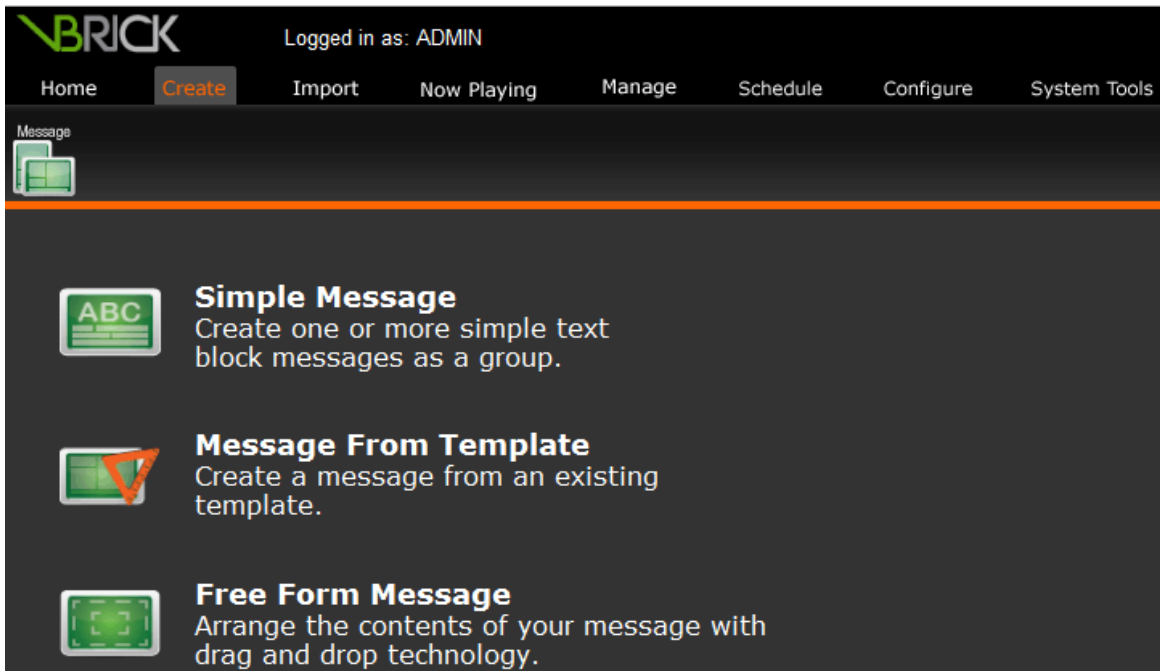 VBRICK
Logged in as: ADMIN
Home Create Import Now Playing Manage Schedule Configure System Tools
Message
ABC
Simple Message
Create one or more simple text
block messages as a group.
Message From Template
Create a message from an existing
template.
Free Form Message
Arrange the contents of your message with
drag and drop technology.